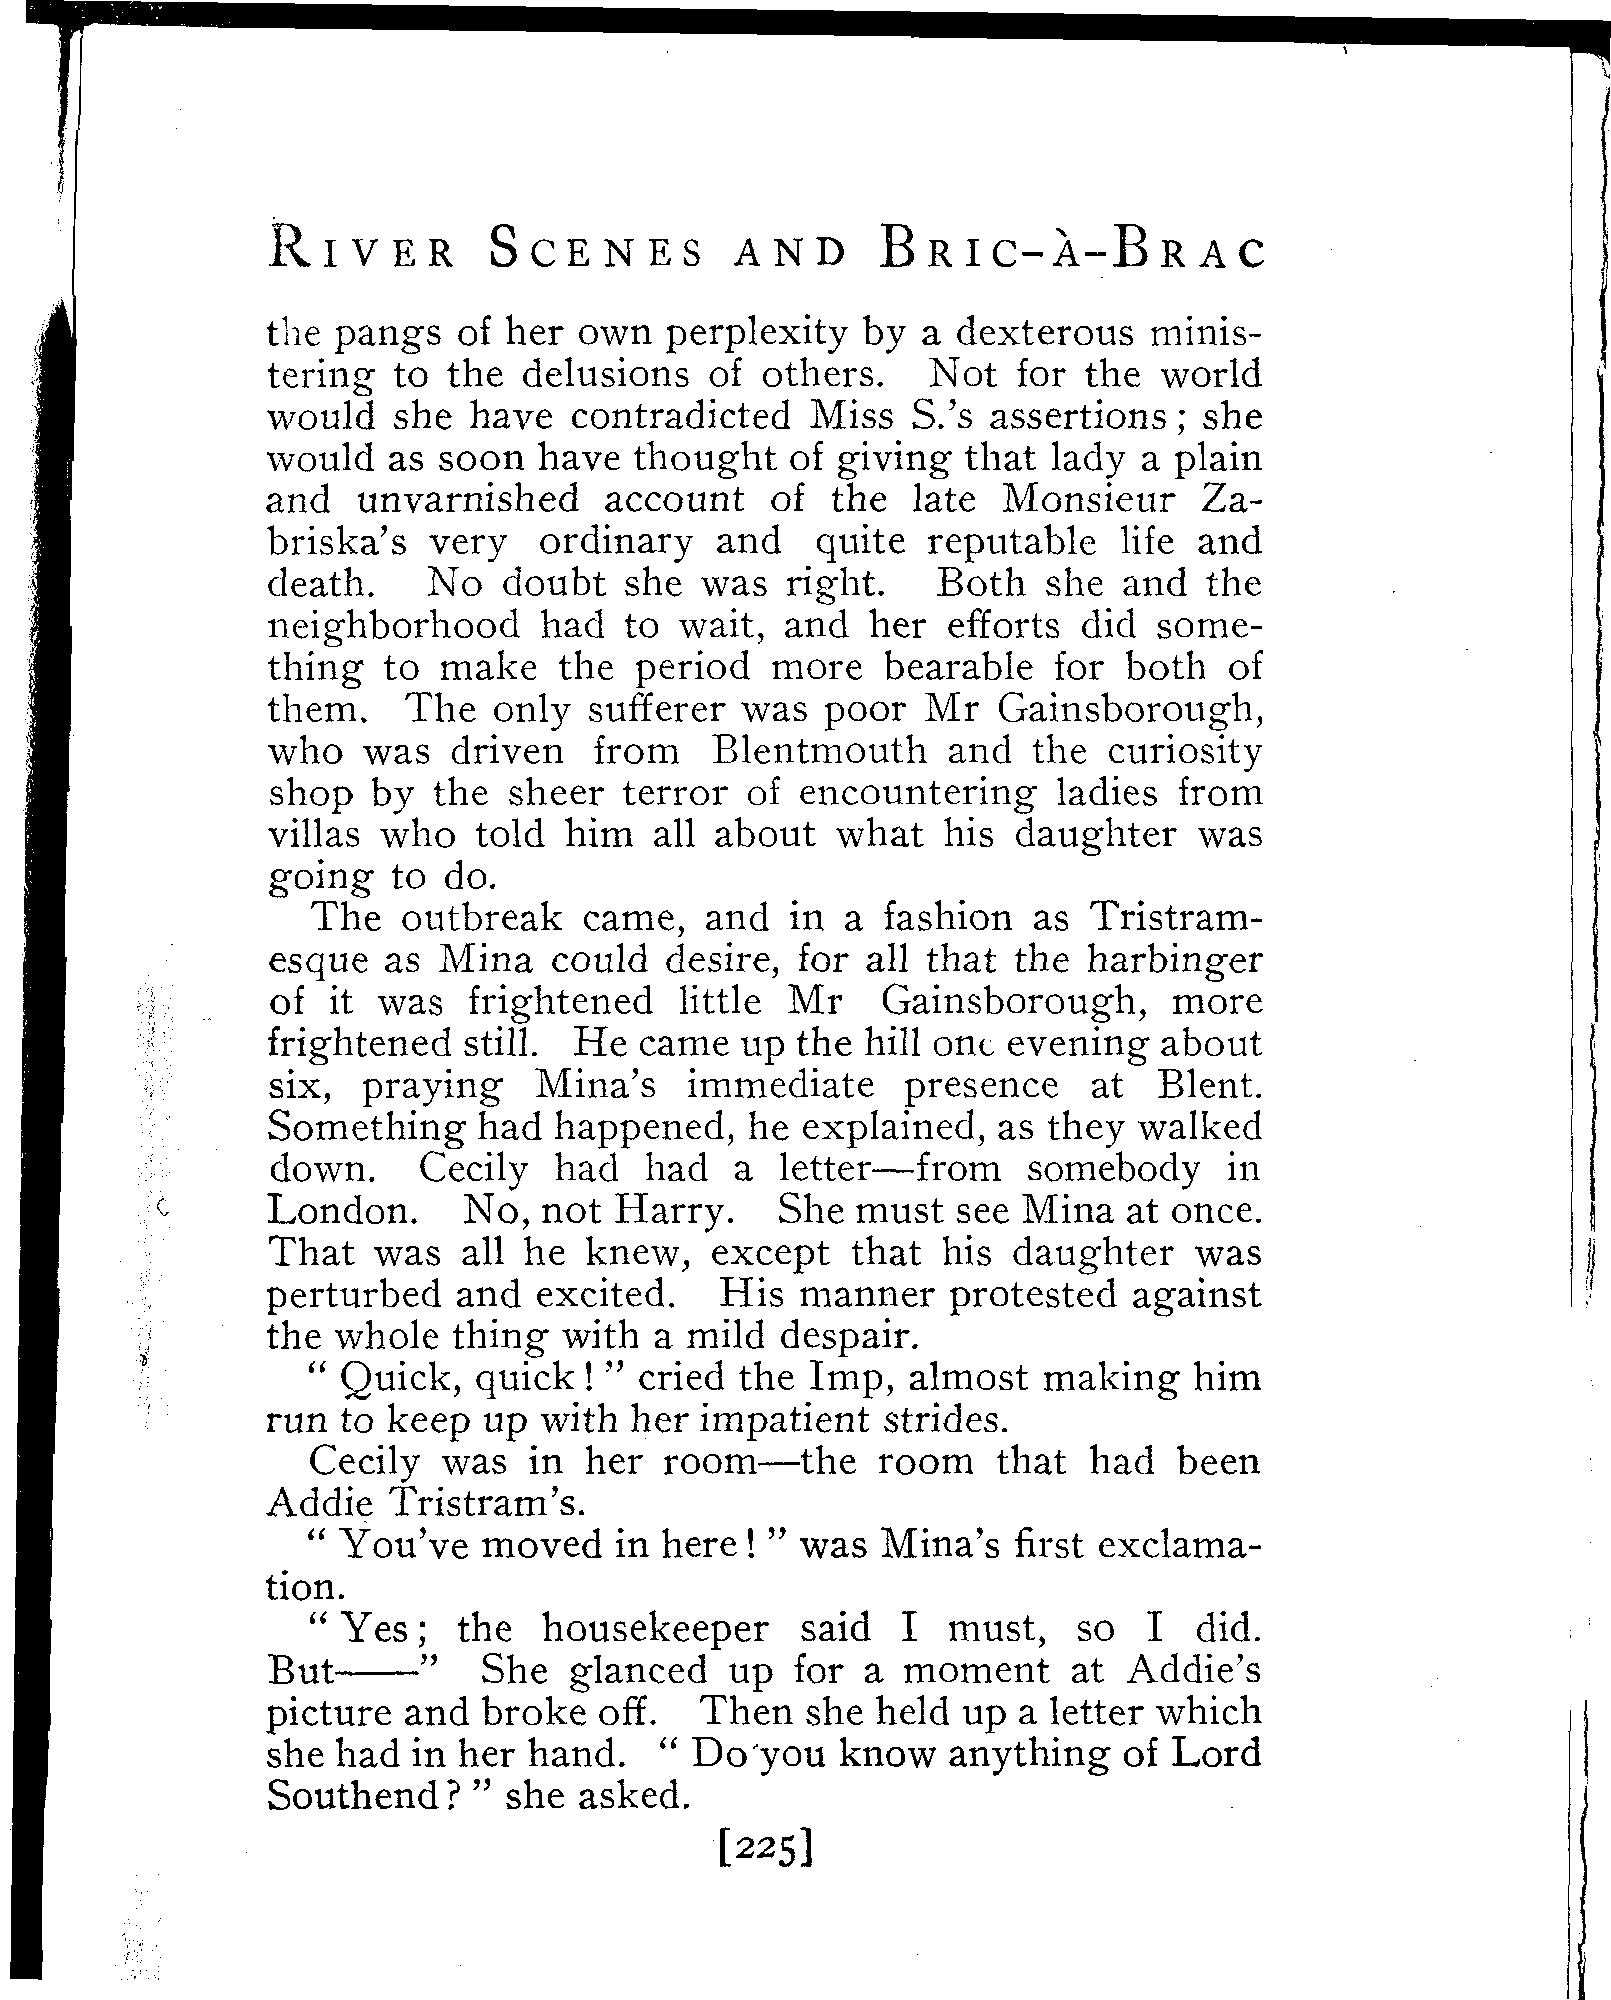 RIVER SCENES AND BRIC-À-BRAC
the pangs of her own perplexity by a dexterous minis-
tering to the delusions of others. Not for the world
would she have contradicted Miss S.'s assertions; she
would as soon have thought of giving that lady a plain
and unvarnished account of the late Monsieur Za-
briska's very ordinary and quite reputable life and
death. No doubt she was right. Both she and the
neighborhood had to wait, and her efforts did some-
thing to make the period more bearable for both of
them. The only sufferer was poor Mr Gainsborough,
who was driven from Blentmouth and the curiosity
shop by the sheer terror of encountering ladies from
villas who told him all about what his daughter was
going to do.
The outbreak came, and in a fashion as Tristram-
esque as Mina could desire, for all that the harbinger
of it was frightened little Mr Gainsborough, more
frightened still. He came up the hill one evening about
six, praying Mina's immediate presence at Blent.
Something had happened, he explained, as they walked
down. Cecily had had a letter—from somebody in
London. No, not Harry. She must see Mina at once.
That was all he knew, except that his daughter was
perturbed and excited. His manner protested against
the whole thing with a mild despair.
"Quick, quick!" cried the Imp, almost making him
run to keep up with her impatient strides.
Cecily was in her room—the room that had been
Addie Tristram's.
"You've moved in here!" was Mina's first exclama-
tion.
"Yes; the housekeeper said I must, so I did.
But——" She glanced up for a moment at Addie's
picture and broke off. Then she held up a letter which
she had in her hand. "Do you know anything of Lord
Southend?" she asked.
[225]